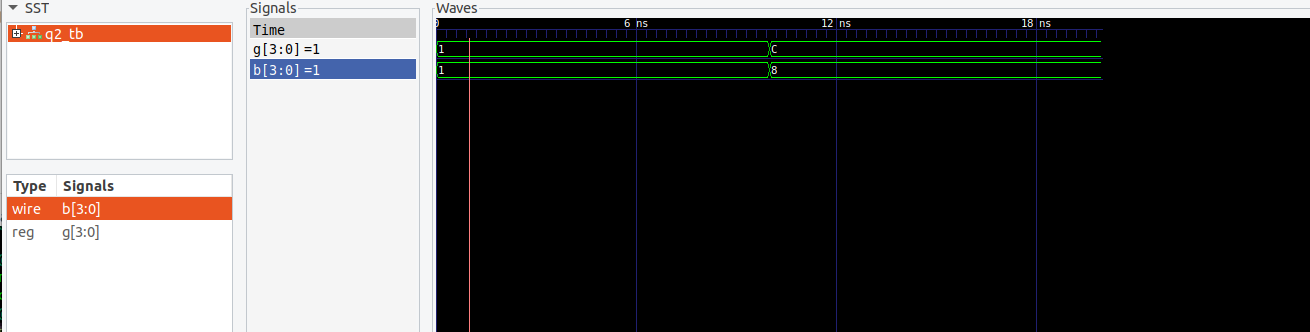 SST
q2_tb
Type Signals
wire b[3:0]
reg g[3:0]
Signals
Time
g[3:0] =1
b[3:0] =1
Waves
0 6 ns 12 ns 18 ns
1 C
1 8